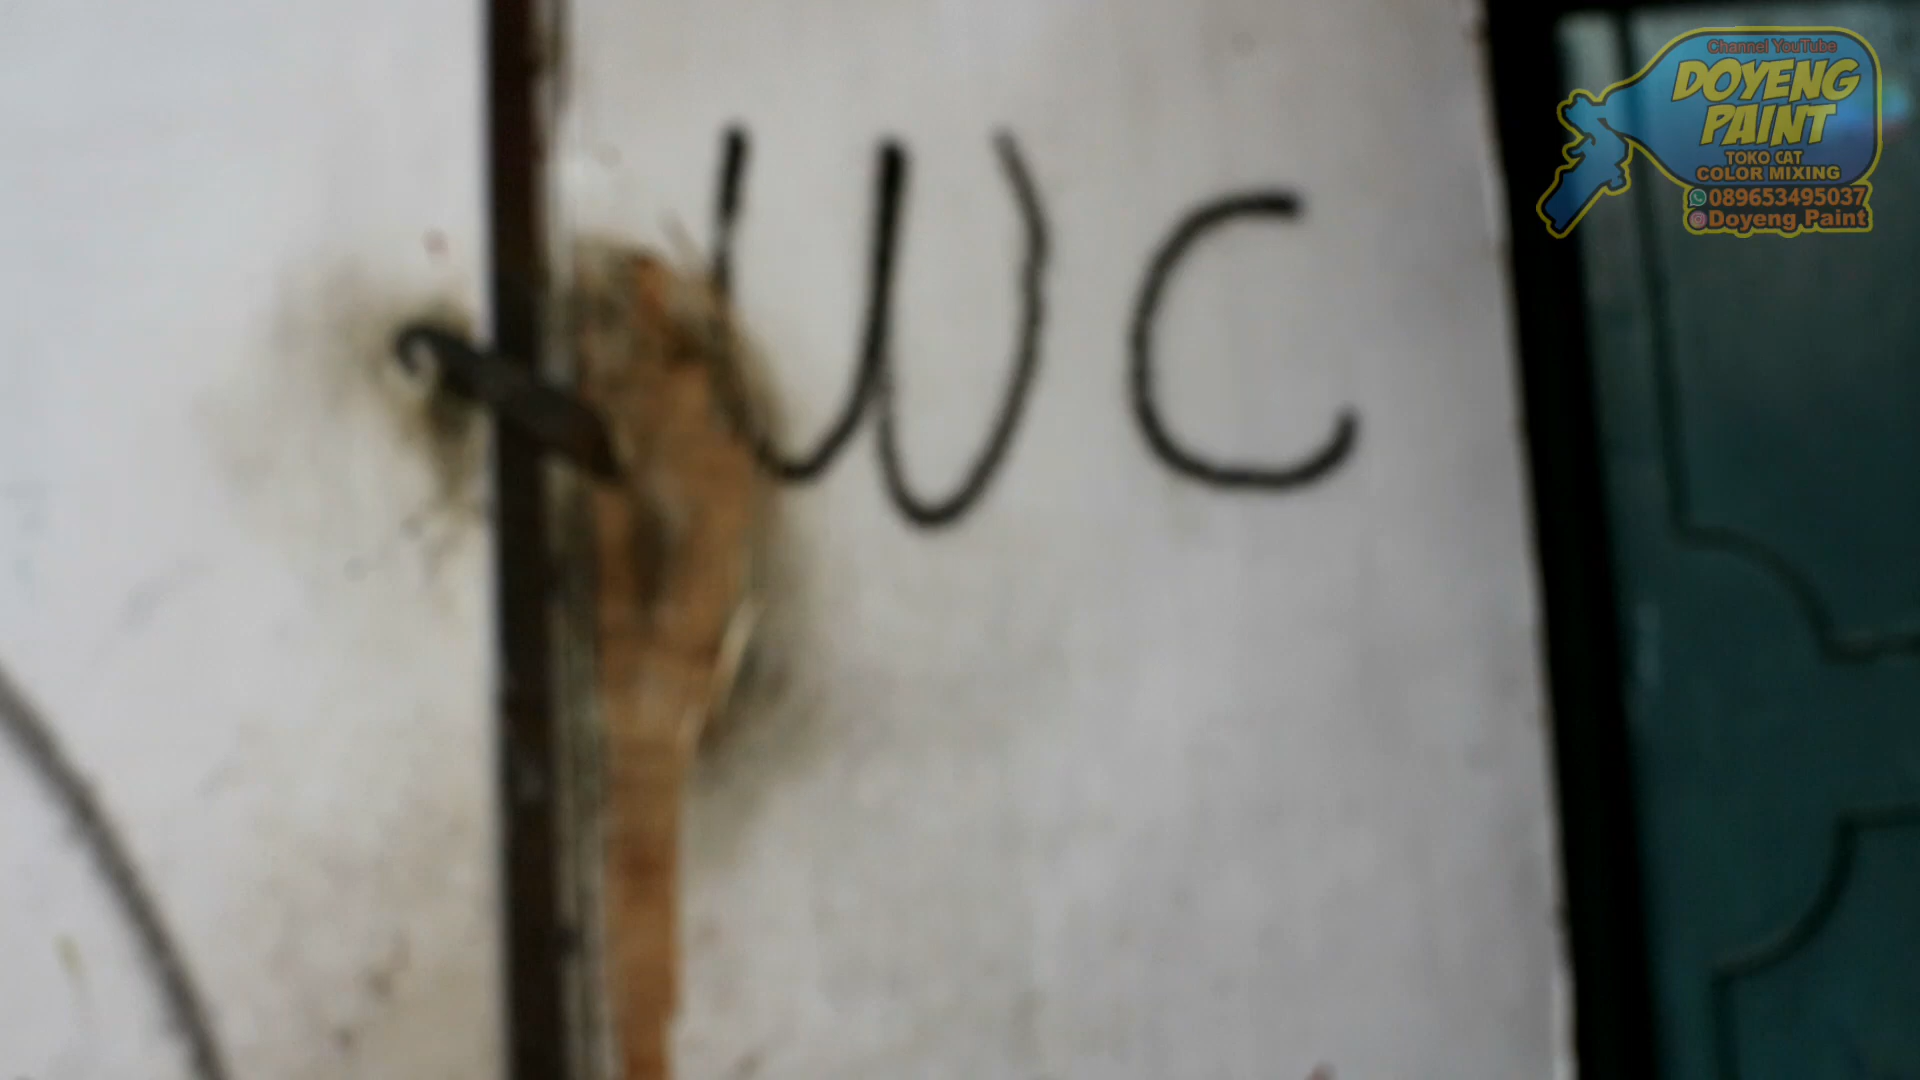 WC
Channel YouTube
DOYENG
PAINT
TOKO CAT
COLOR MIXING
089653495037
@Doyeng.Paint